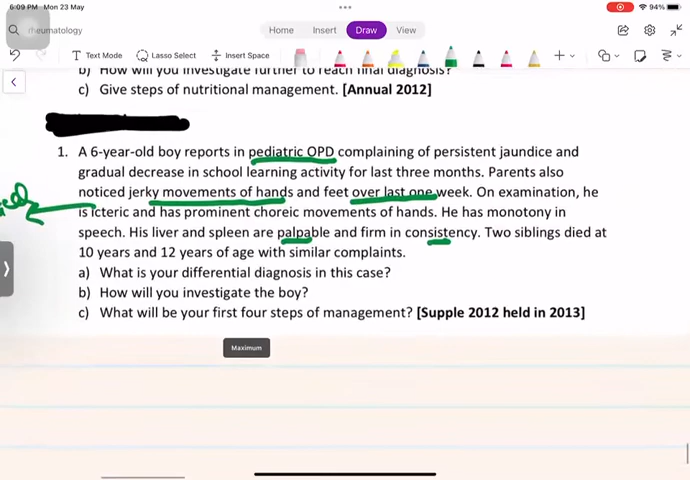 6:09 PM Mon 23 May
94%
heumatology
Home Insert Draw View
Text Mode Lasso Select Insert Space
b) How will you investigate further to reach final diagnosis?
c) Give steps of nutritional management. [Annual 2012]
1. A 6-year-old boy reports in pediatric OPD complaining of persistent jaundice and
gradual decrease in school learning activity for last three months. Parents also
noticed jerky movements of hands and feet over last one week. On examination, he
is icteric and has prominent choreic movements of hands. He has monotony in
speech. His liver and spleen are palpable and firm in consistency. Two siblings died at
10 years and 12 years of age with similar complaints.
a) What is your differential diagnosis in this case?
b) How will you investigate the boy?
c) What will be your first four steps of management? [Supple 2012 held in 2013]
Maximum